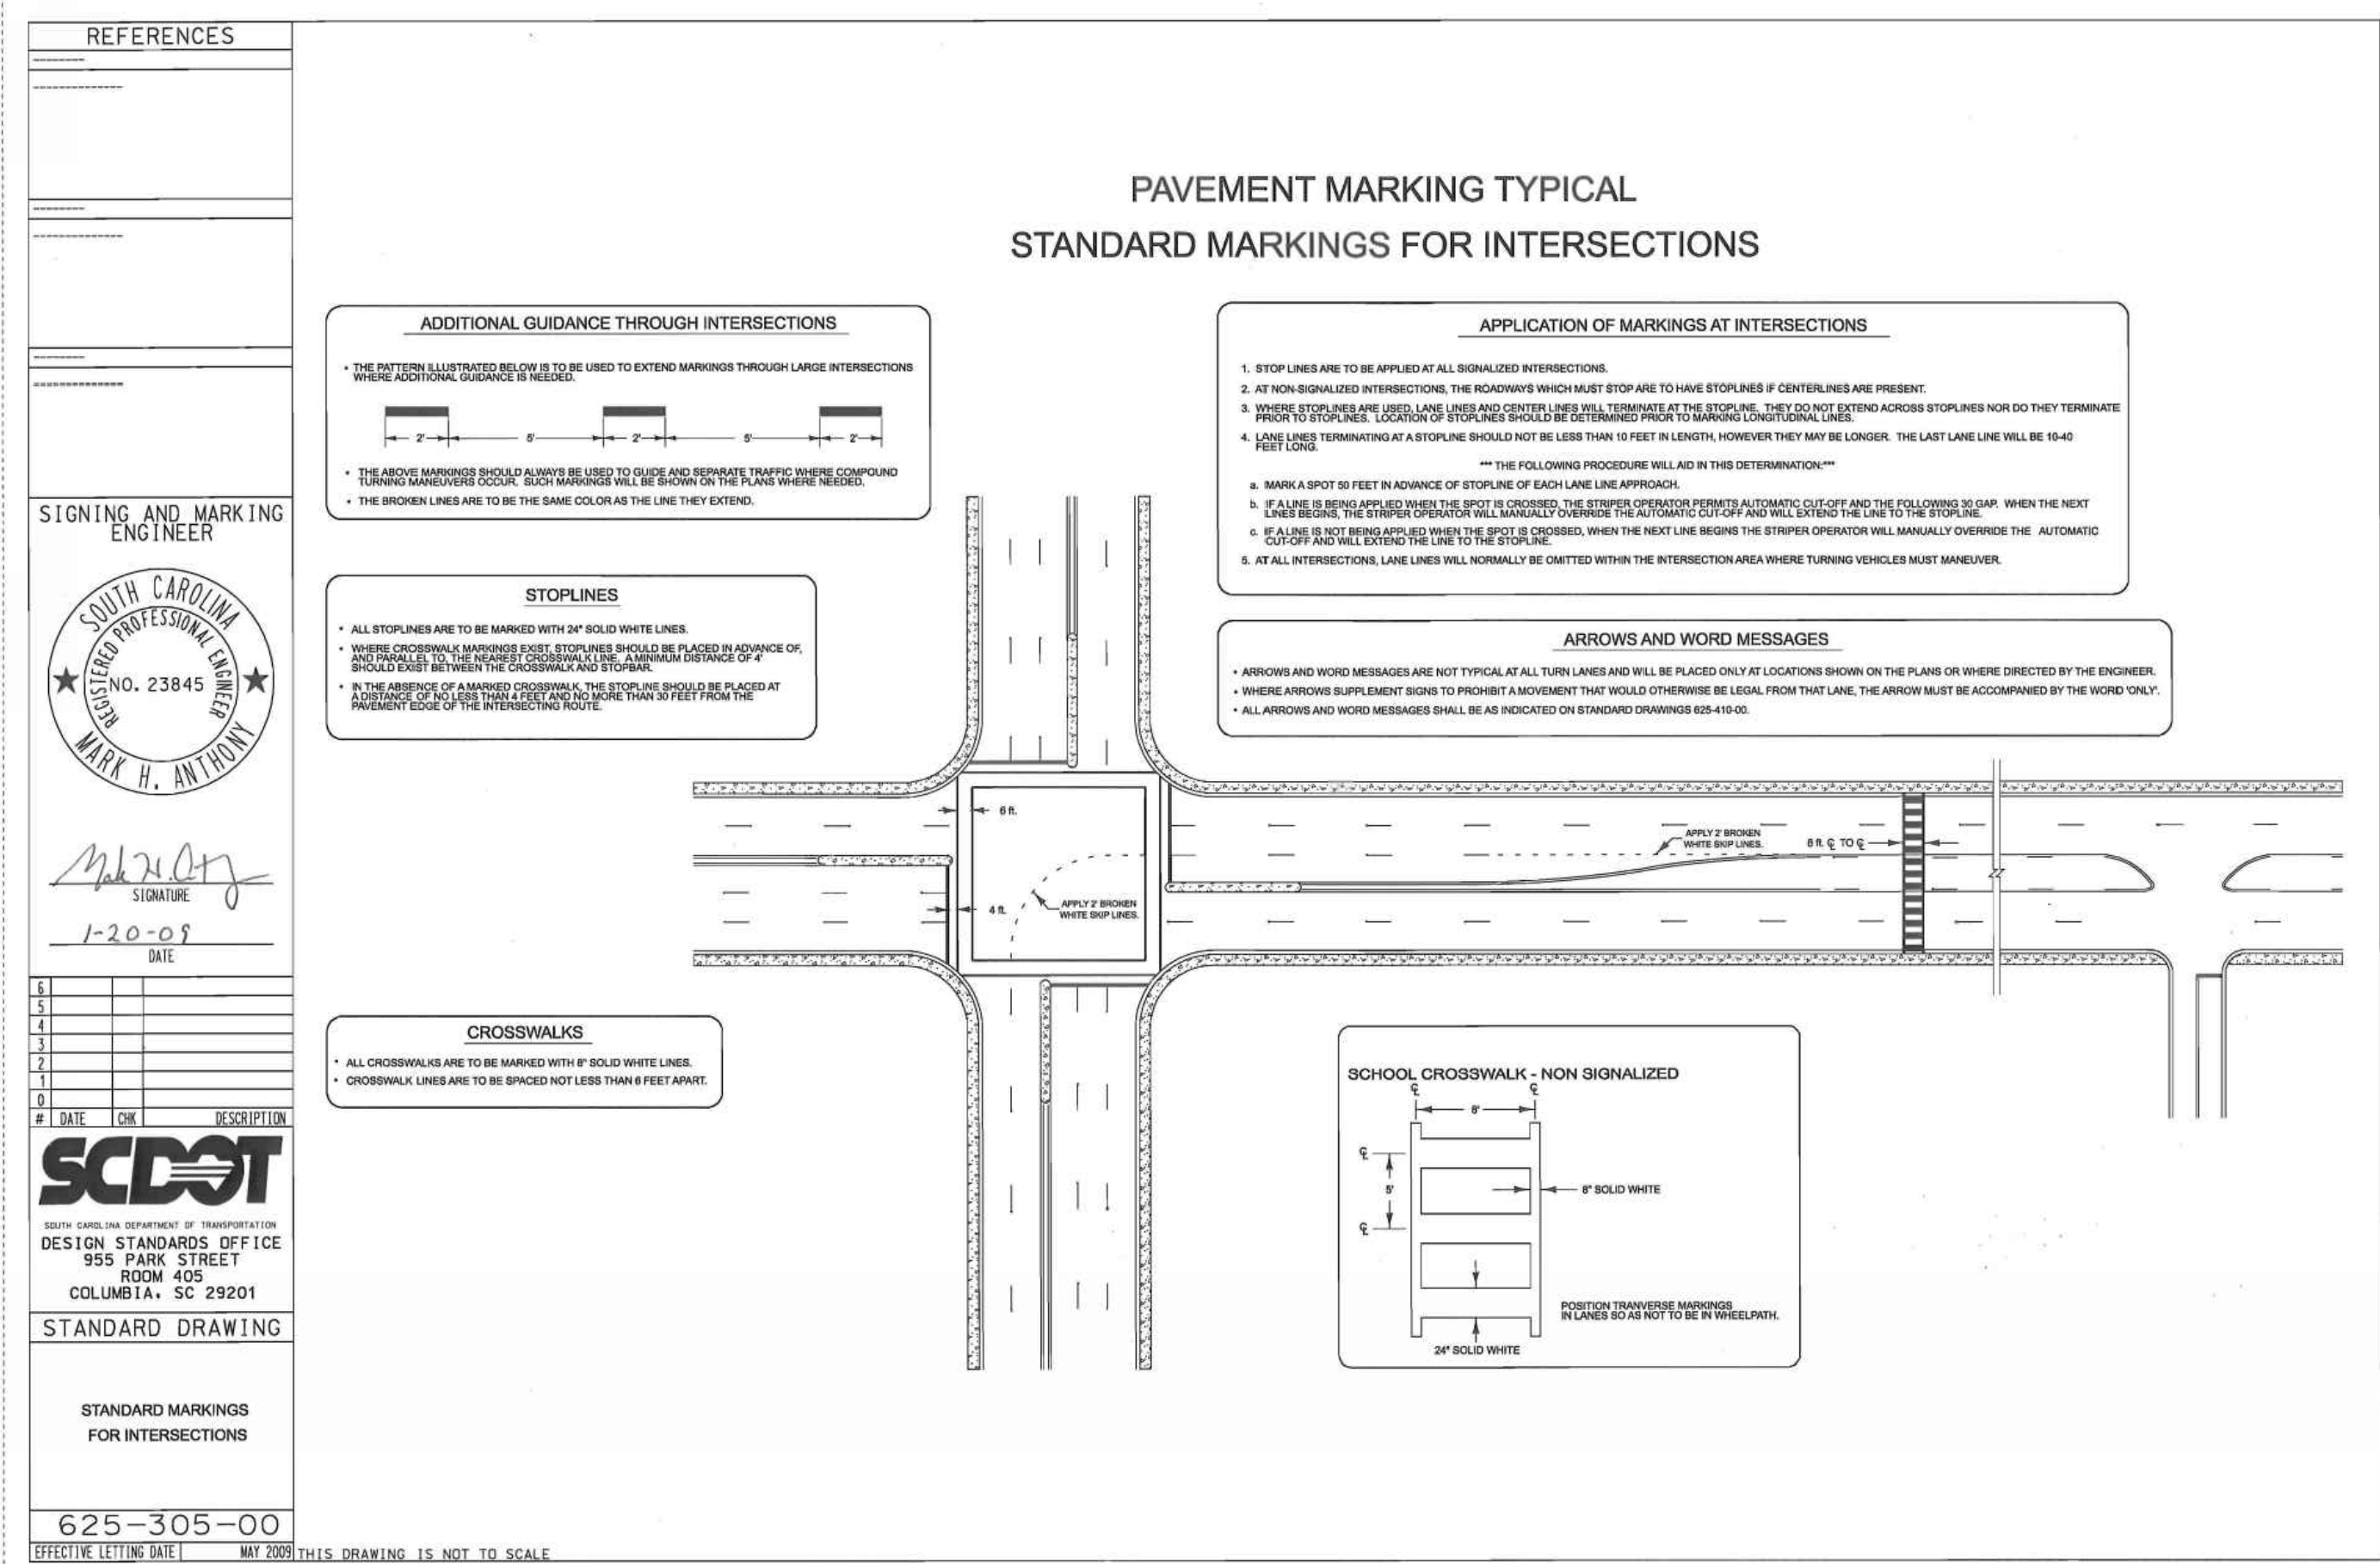 REFERENCES
SIGNING AND MARKING
ENGINEER
SOUTH CAROLINA
REGISTERED PROFESSIONAL ENGINEER
NO. 23845
MARK H. ANTHONY
SIGNATURE
1-20-09
DATE
6
5
4
3
2
1
0
# DATE CHK DESCRIPTION
SCDOT
SOUTH CAROLINA DEPARTMENT OF TRANSPORTATION
DESIGN STANDARDS OFFICE
955 PARK STREET
ROOM 405
COLUMBIA, SC 29201
STANDARD DRAWING
STANDARD MARKINGS
FOR INTERSECTIONS
625-305-00
EFFECTIVE LETTING DATE MAY 2009
THIS DRAWING IS NOT TO SCALE
PAVEMENT MARKING TYPICAL
STANDARD MARKINGS FOR INTERSECTIONS
ADDITIONAL GUIDANCE THROUGH INTERSECTIONS
• THE PATTERN ILLUSTRATED BELOW IS TO BE USED TO EXTEND MARKINGS THROUGH LARGE INTERSECTIONS
WHERE ADDITIONAL GUIDANCE IS NEEDED.
2' 2' 5' 2'
• THE ABOVE MARKINGS SHOULD ALWAYS BE USED TO GUIDE AND SEPARATE TRAFFIC WHERE COMPOUND
TURNING MANEUVERS OCCUR. SUCH MARKINGS WILL BE SHOWN ON THE PLANS WHERE NEEDED.
• THE BROKEN LINES ARE TO BE THE SAME COLOR AS THE LINE THEY EXTEND.
STOPLINES
• ALL STOPLINES ARE TO BE MARKED WITH 24" SOLID WHITE LINES.
• WHERE CROSSWALK MARKINGS EXIST, STOPLINES SHOULD BE PLACED IN ADVANCE OF,
AND PARALLEL TO, THE NEAREST CROSSWALK LINE. A MINIMUM DISTANCE OF 4'
SHOULD EXIST BETWEEN THE CROSSWALK AND STOPBAR.
• IN THE ABSENCE OF A MARKED CROSSWALK, THE STOPLINE SHOULD BE PLACED AT
A DISTANCE OF NO LESS THAN 4 FEET AND NO MORE THAN 30 FEET FROM THE
PAVEMENT EDGE OF THE INTERSECTING ROUTE.
CROSSWALKS
• ALL CROSSWALKS ARE TO BE MARKED WITH 8" SOLID WHITE LINES.
• CROSSWALK LINES ARE TO BE SPACED NOT LESS THAN 6 FEET APART.
APPLICATION OF MARKINGS AT INTERSECTIONS
1. STOP LINES ARE TO BE APPLIED AT ALL SIGNALIZED INTERSECTIONS.
2. AT NON-SIGNALIZED INTERSECTIONS, THE ROADWAYS WHICH MUST STOP ARE TO HAVE STOPLINES IF CENTERLINES ARE PRESENT.
3. WHERE STOPLINES ARE USED, LANE LINES AND CENTER LINES WILL TERMINATE AT THE STOPLINE. THEY DO NOT EXTEND ACROSS STOPLINES NOR DO THEY TERMINATE
PRIOR TO STOPLINES. LOCATION OF STOPLINES SHOULD BE DETERMINED PRIOR TO MARKING LONGITUDINAL LINES.
4. LANE LINES TERMINATING AT A STOPLINE SHOULD NOT BE LESS THAN 10 FEET IN LENGTH, HOWEVER THEY MAY BE LONGER. THE LAST LANE LINE WILL BE 10-40
FEET LONG.
*** THE FOLLOWING PROCEDURE WILL AID IN THIS DETERMINATION:***
a. MARK A SPOT 50 FEET IN ADVANCE OF STOPLINE OF EACH LANE LINE APPROACH.
b. IF A LINE IS BEING APPLIED WHEN THE SPOT IS CROSSED, THE STRIPER OPERATOR PERMITS AUTOMATIC CUT-OFF AND THE FOLLOWING 30 GAP. WHEN THE NEXT
LINES BEGINS, THE STRIPER OPERATOR WILL MANUALLY OVERRIDE THE AUTOMATIC CUT-OFF AND WILL EXTEND THE LINE TO THE STOPLINE.
c. IF A LINE IS NOT BEING APPLIED WHEN THE SPOT IS CROSSED, WHEN THE NEXT LINE BEGINS THE STRIPER OPERATOR WILL MANUALLY OVERRIDE THE AUTOMATIC
CUT-OFF AND WILL EXTEND THE LINE TO THE STOPLINE.
5. AT ALL INTERSECTIONS, LANE LINES WILL NORMALLY BE OMITTED WITHIN THE INTERSECTION AREA WHERE TURNING VEHICLES MUST MANEUVER.
ARROWS AND WORD MESSAGES
• ARROWS AND WORD MESSAGES ARE NOT TYPICAL AT ALL TURN LANES AND WILL BE PLACED ONLY AT LOCATIONS SHOWN ON THE PLANS OR WHERE DIRECTED BY THE ENGINEER.
• WHERE ARROWS SUPPLEMENT SIGNS TO PROHIBIT A MOVEMENT THAT WOULD OTHERWISE BE LEGAL FROM THAT LANE, THE ARROW MUST BE ACCOMPANIED BY THE WORD 'ONLY'.
• ALL ARROWS AND WORD MESSAGES SHALL BE AS INDICATED ON STANDARD DRAWINGS 625-410-00.
6 ft.
4 ft.
APPLY 2' BROKEN
WHITE SKIP LINES.
APPLY 2' BROKEN
WHITE SKIP LINES.
℄ TO ℄
SCHOOL CROSSWALK - NON SIGNALIZED
℄ ℄
℄
5'
℄
8" SOLID WHITE
POSITION TRANVERSE MARKINGS
IN LANES SO AS NOT TO BE IN WHEELPATH.
24" SOLID WHITE